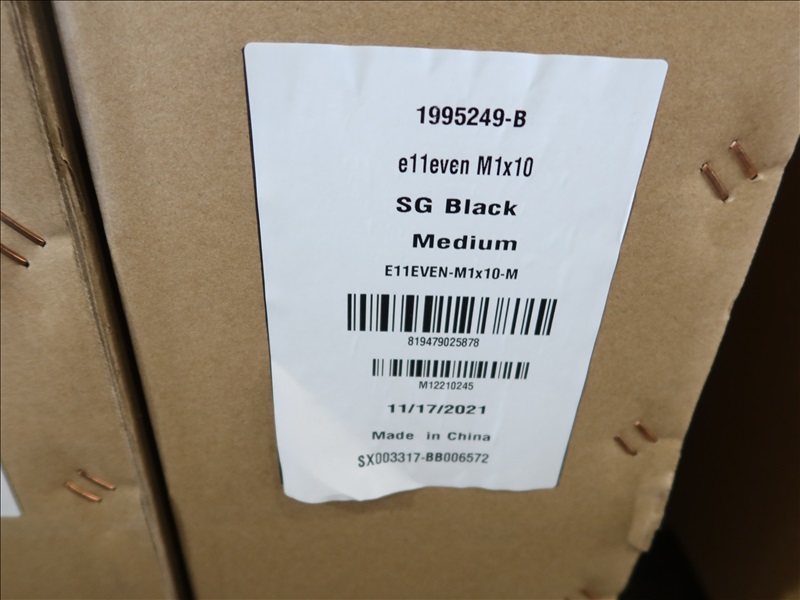 1995249-B
e11even M1x10
SG Black
Medium
E11EVEN-M1x10-M
819479025878
M12210245
11/17/2021
Made in China
SX003317-BB006572